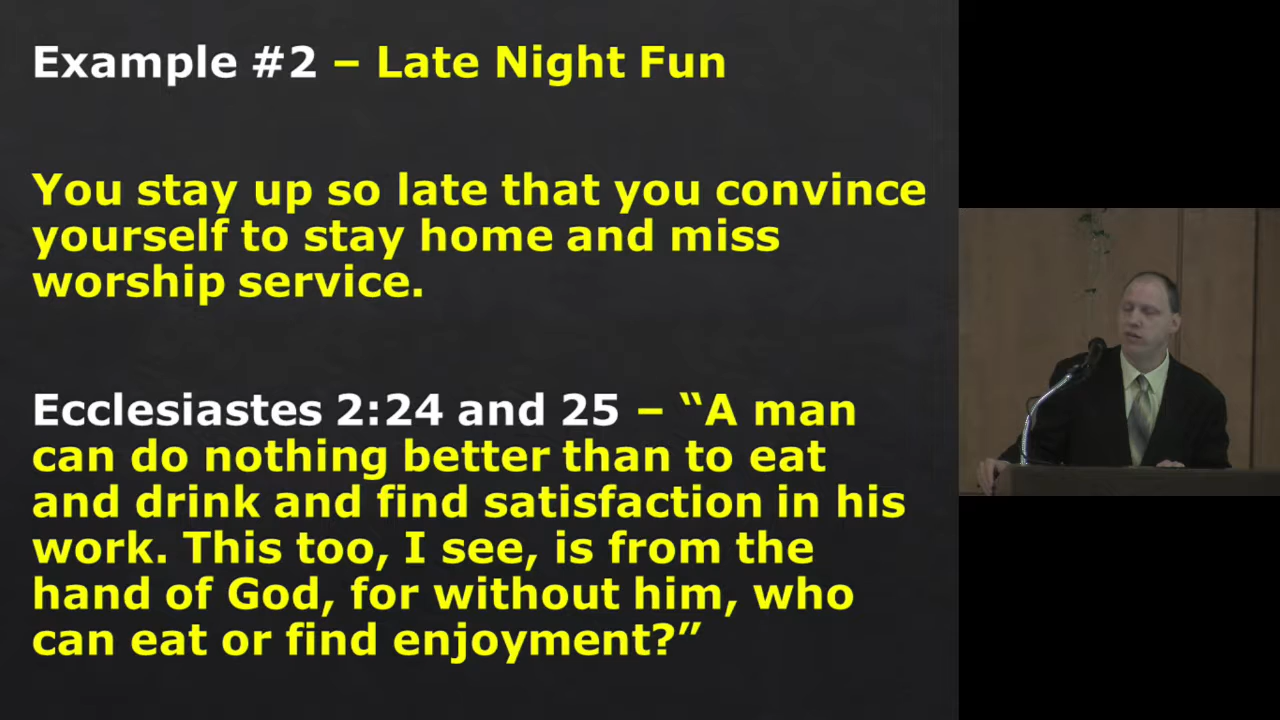 Example #2 – Late Night Fun
You stay up so late that you convince
yourself to stay home and miss
worship service.
Ecclesiastes 2:24 and 25 – “A man
can do nothing better than to eat
and drink and find satisfaction in his
work. This too, I see, is from the
hand of God, for without him, who
can eat or find enjoyment?”